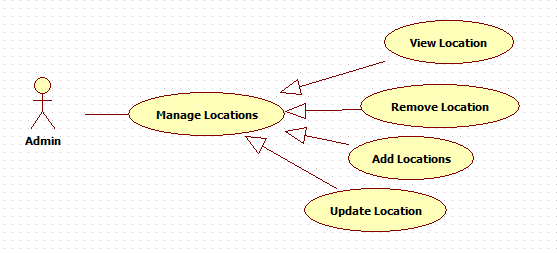 View Location
Manage Locations
Remove Location
Admin
Add Locations
Update Location